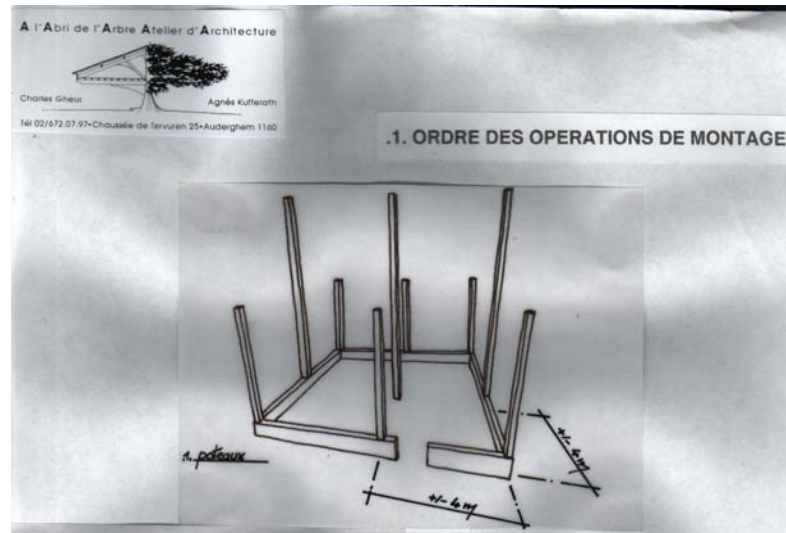 A l'Abri de l'Arbre Atelier d'Architecture
Charles Gheur
Agnès Kutterath
Tél 02/672.07.97•Chaussée de Tervuren 25•Auderghem 1160
.1. ORDRE DES OPERATIONS DE MONTAGE
1. poteaux
+/- 4 m
+/- 4 m